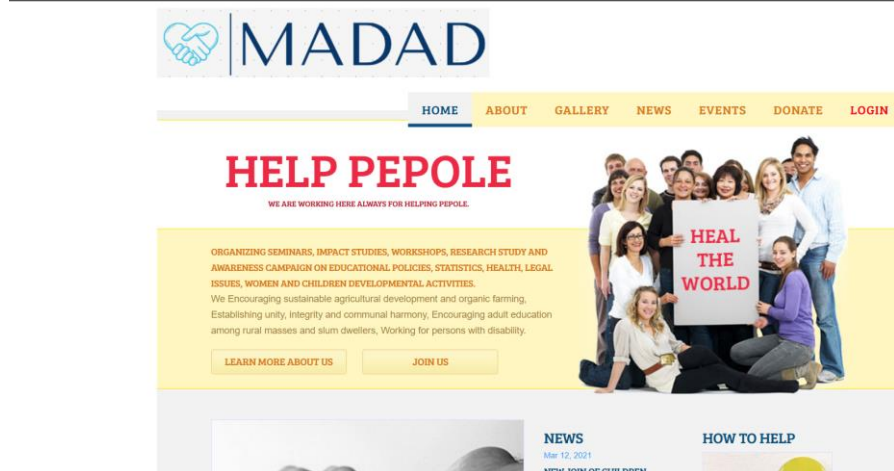 MADAD
HOME ABOUT GALLERY NEWS EVENTS DONATE LOGIN
HELP PEPOLE
WE ARE WORKING HERE ALWAYS FOR HELPING PEPOLE.
HEAL
THE
WORLD
ORGANIZING SEMINARS, IMPACT STUDIES, WORKSHOPS, RESEARCH STUDY AND
AWARENESS CAMPAIGN ON EDUCATIONAL POLICIES, STATISTICS, HEALTH, LEGAL
ISSUES, WOMEN AND CHILDREN DEVELOPMENTAL ACTIVITIES.
We Encouraging sustainable agricultural development and organic farming,
Establishing unity, integrity and communal harmony, Encouraging adult education
among rural masses and slum dwellers, Working for persons with disability.
LEARN MORE ABOUT US JOIN US
NEWS
Mar 12, 2021
NEW JOIN OF CHILDREN
HOW TO HELP